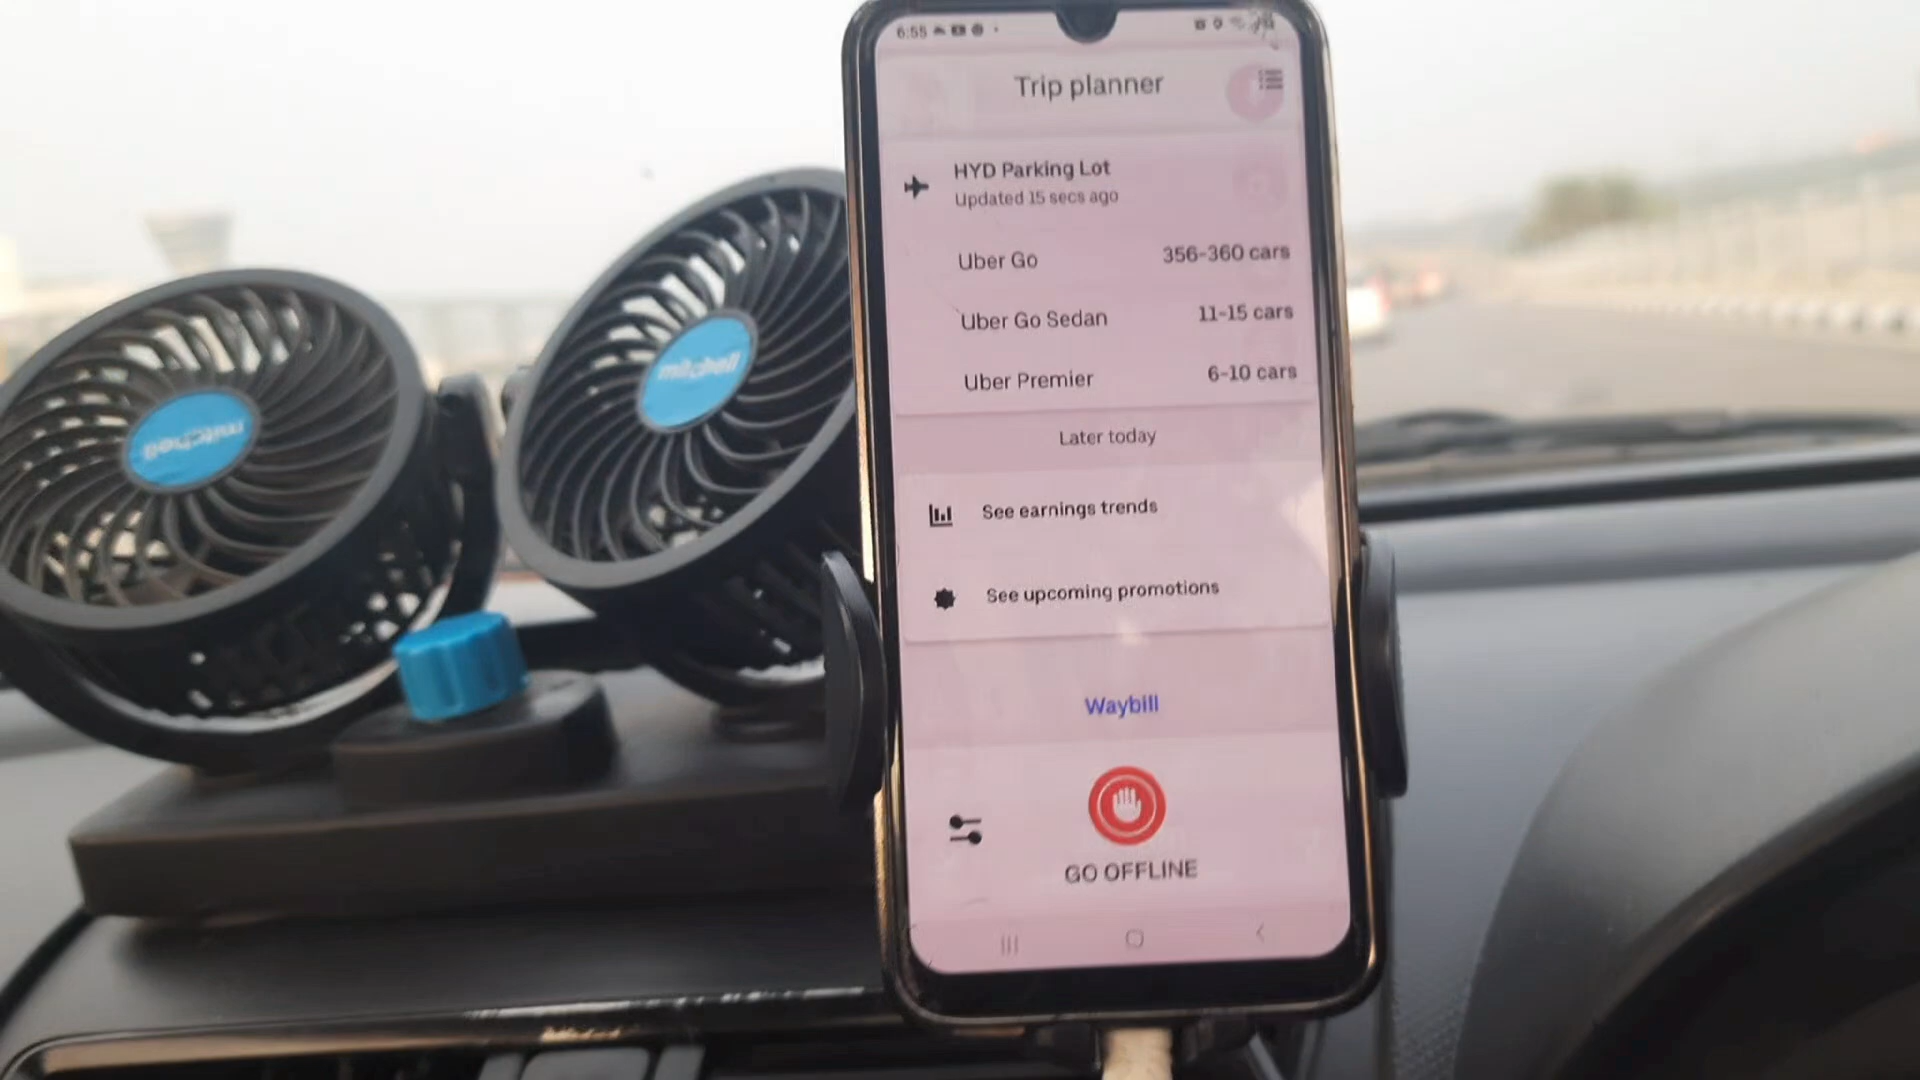 6:55
Trip planner
HYD Parking Lot
Updated 15 secs ago
Uber Go 356-360 cars
Uber Go Sedan 11-15 cars
Uber Premier 6-10 cars
Later today
See earnings trends
See upcoming promotions
Waybill
GO OFFLINE
mitchell
mitchell